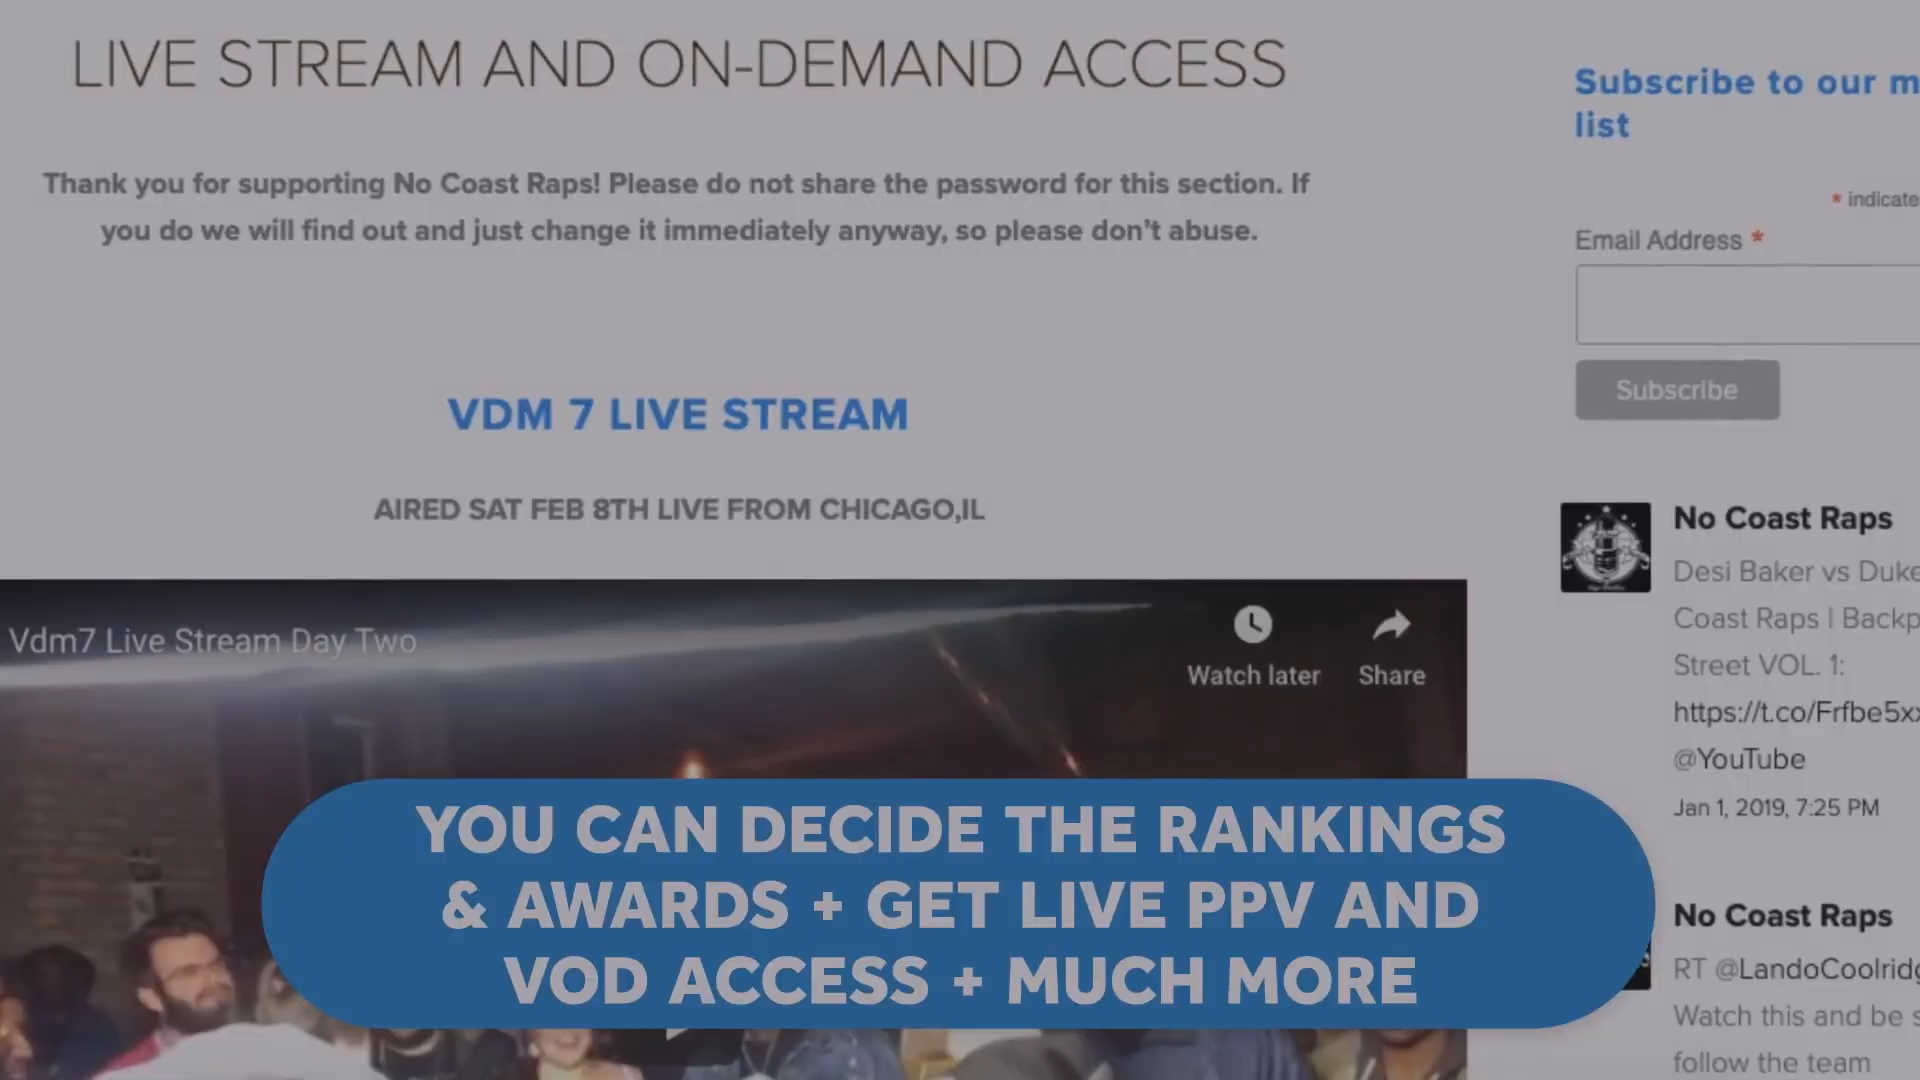 LIVE STREAM AND ON-DEMAND ACCESS
Thank you for supporting No Coast Raps! Please do not share the password for this section. If
you do we will find out and just change it immediately anyway, so please don't abuse.
VDM 7 LIVE STREAM
AIRED SAT FEB 8TH LIVE FROM CHICAGO,IL
Vdm7 Live Stream Day Two
Watch later
Share
YOU CAN DECIDE THE RANKINGS
& AWARDS + GET LIVE PPV AND
VOD ACCESS + MUCH MORE
Subscribe to our
list
*
Email Address *
Subscribe
No Coast Raps
Desi Baker vs Duke
Coast Raps | Backp
Street VOL. 1:
https://t.co/Frfbe5x
@YouTube
Jan 1, 2019, 7:25 PM
No Coast Raps
RT @LandoCoolridg
Watch this and be s
follow the team